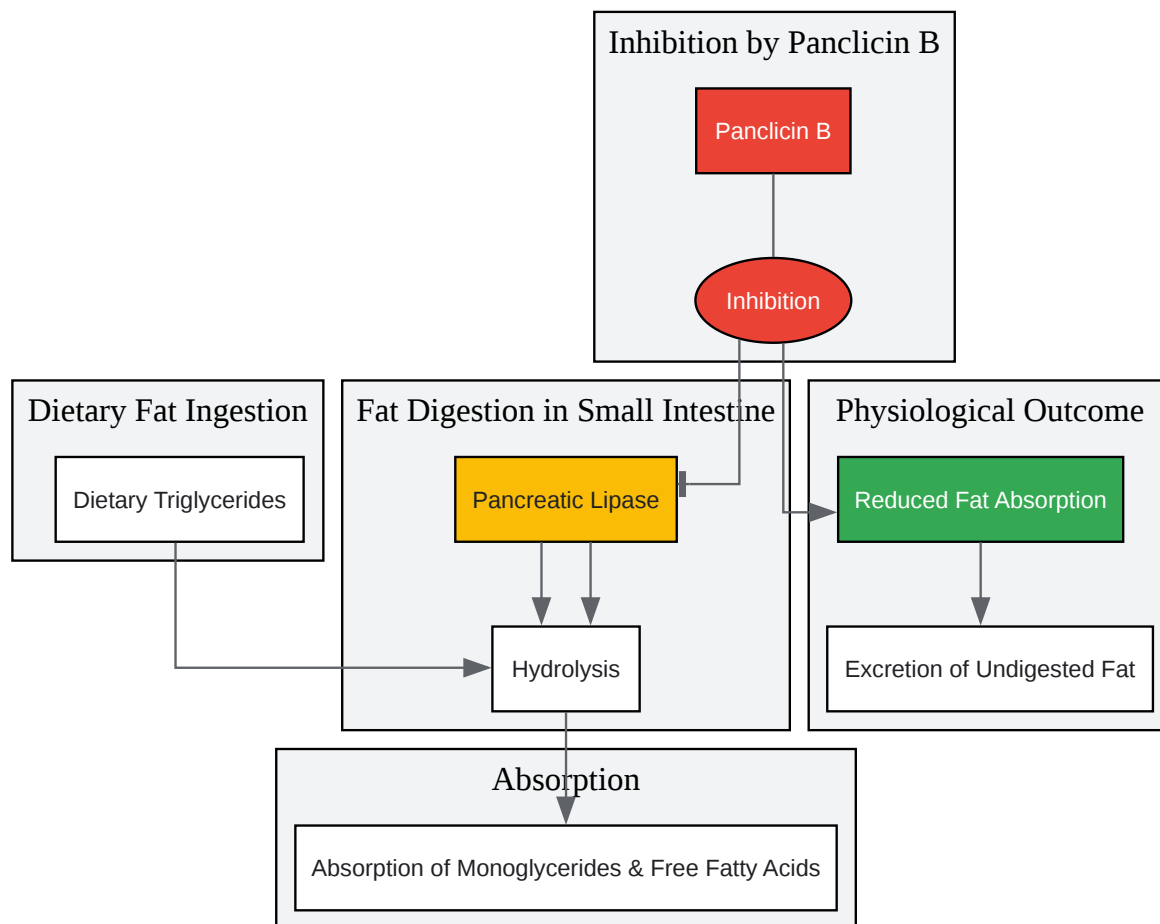 Inhibition by Panclicin B
Panclicin B
Inhibition
Dietary Fat Ingestion
Dietary Triglycerides
Fat Digestion in Small Intestine
Pancreatic Lipase
Hydrolysis
Physiological Outcome
Reduced Fat Absorption
Excretion of Undigested Fat
Absorption
Absorption of Monoglycerides & Free Fatty Acids